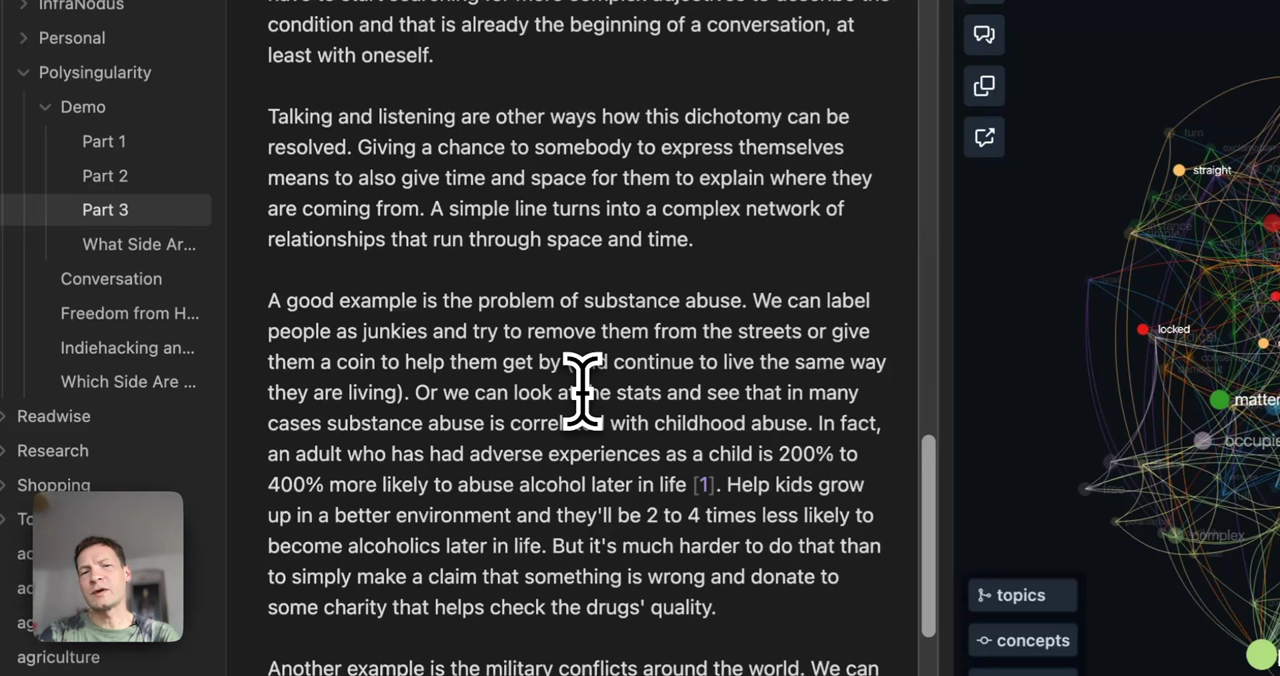 InfraNodus
Personal
Polysingularity
Demo
Part 1
Part 2
Part 3
What Side Ar...
Conversation
Freedom from H...
Indiehacking an...
Which Side Are ...
Readwise
Research
Shopping
agriculture
condition and that is already the beginning of a conversation, at
least with oneself.
Talking and listening are other ways how this dichotomy can be
resolved. Giving a chance to somebody to express themselves
means to also give time and space for them to explain where they
are coming from. A simple line turns into a complex network of
relationships that run through space and time.
A good example is the problem of substance abuse. We can label
people as junkies and try to remove them from the streets or give
them a coin to help them get by continue to live the same way
they are living). Or we can look at the stats and see that in many
cases substance abuse is correlated with childhood abuse. In fact,
an adult who has had adverse experiences as a child is 200% to
400% more likely to abuse alcohol later in life [1]. Help kids grow
up in a better environment and they'll be 2 to 4 times less likely to
become alcoholics later in life. But it's much harder to do that than
to simply make a claim that something is wrong and donate to
some charity that helps check the drugs' quality.
Another example is the military conflicts around the world. We can
turn
straight
instance
locked
matter
occupi
complex
topics
concepts